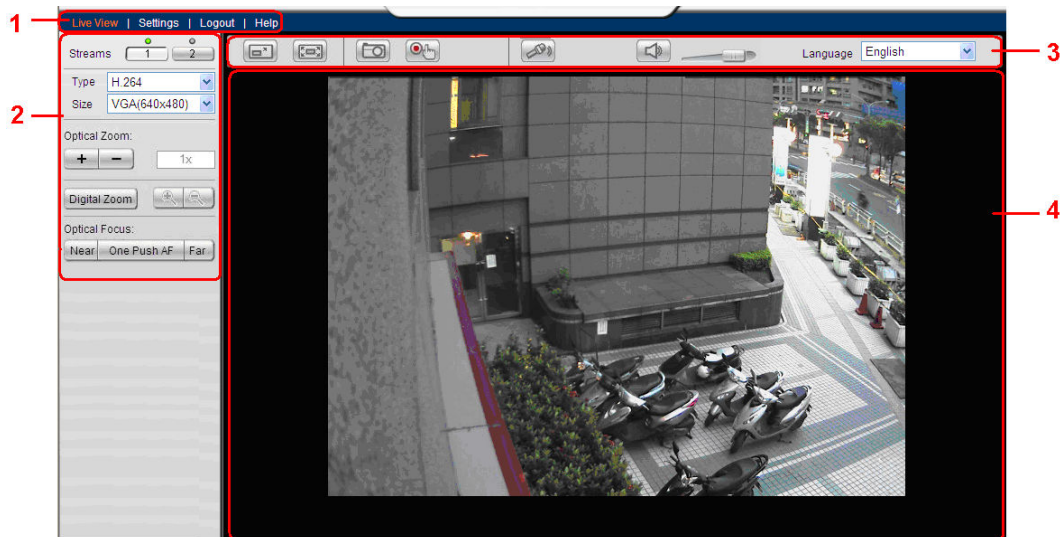 1
Live View | Settings | Logout | Help
2
Streams 1 2
Type H.264
Size VGA(640x480)
Optical Zoom:
+ − 1x
Digital Zoom
Optical Focus:
Near One Push AF Far
Language English
3
4